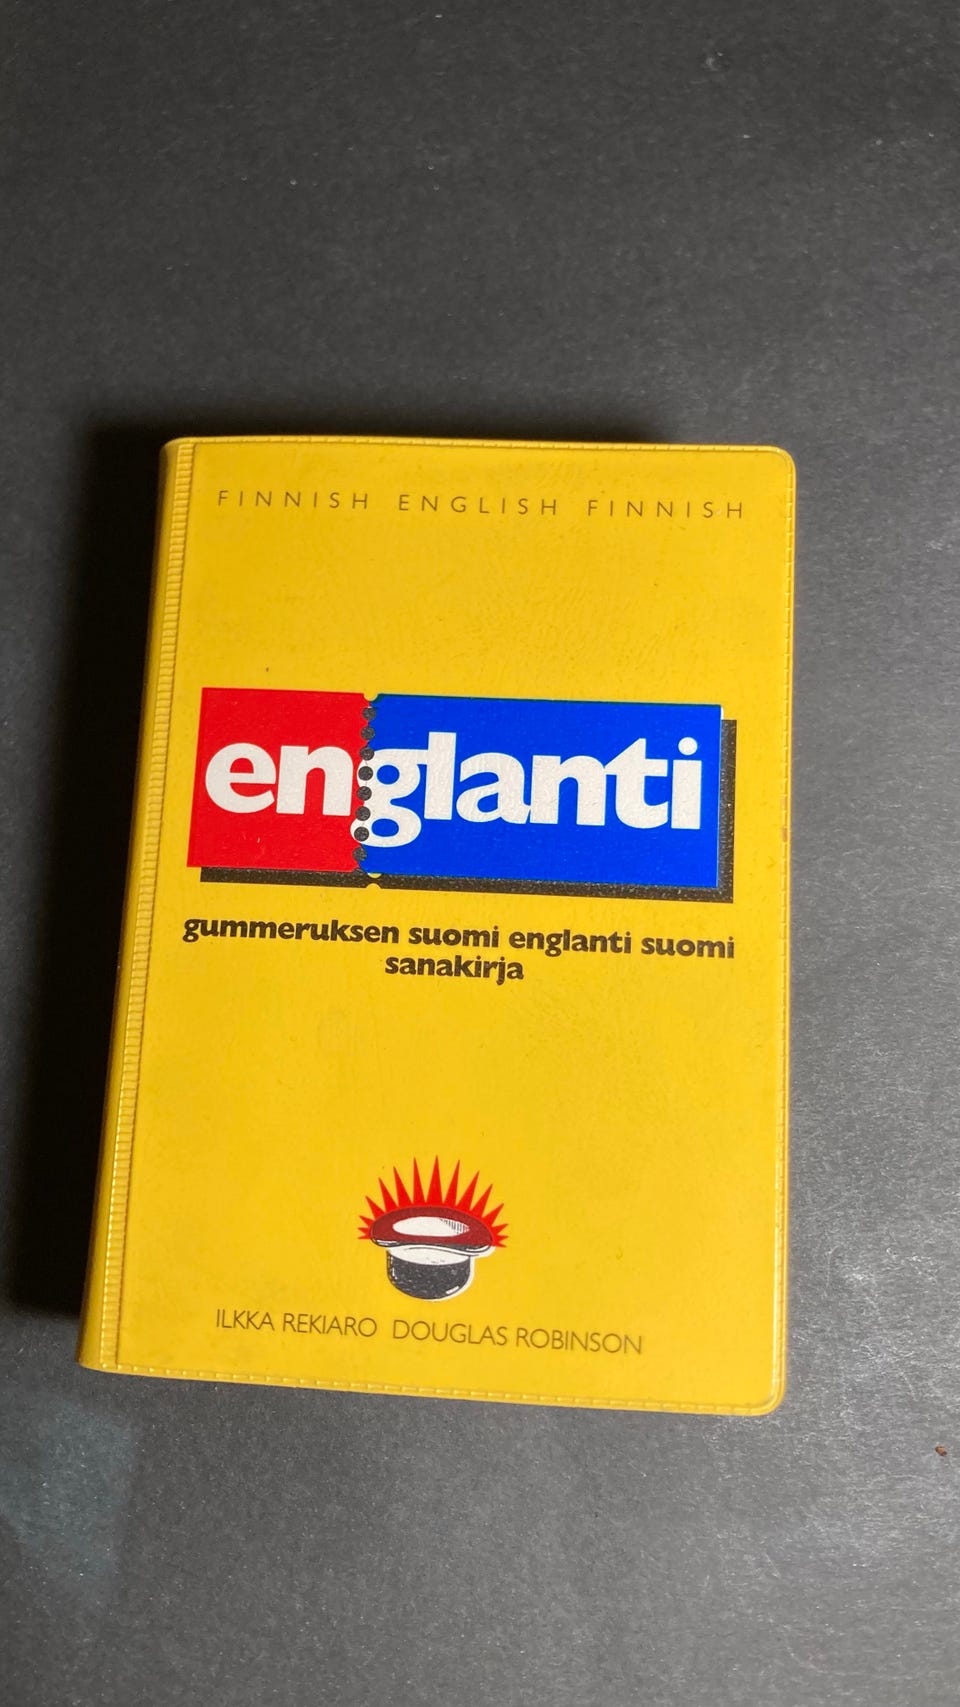 FINNISH ENGLISH FINNISH
englanti
gummeruksen suomi englanti suomi
sanakirja
ILKKA REKIARO DOUGLAS ROBINSON